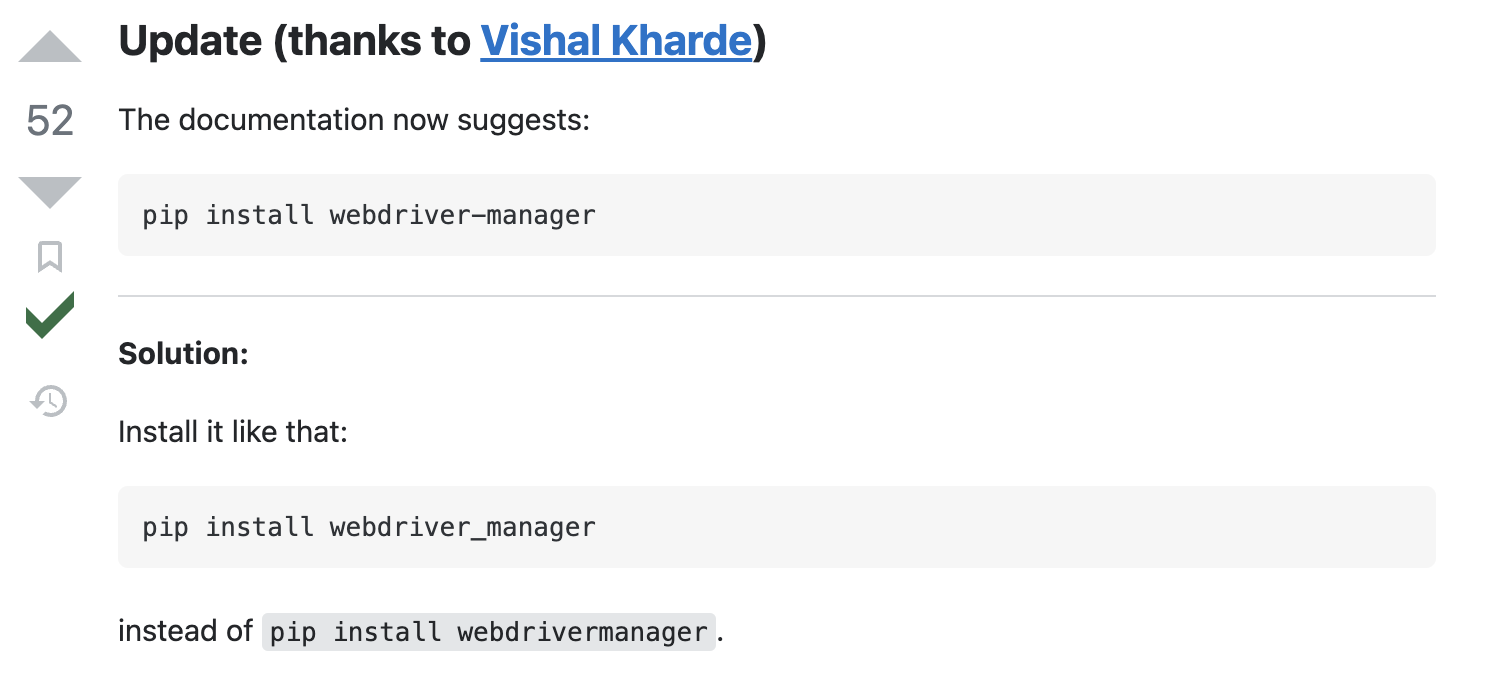 Update (thanks to Vishal Kharde)
52
The documentation now suggests:
pip install webdriver-manager
Solution:
Install it like that:
pip install webdriver_manager
instead of pip install webdrivermanager.